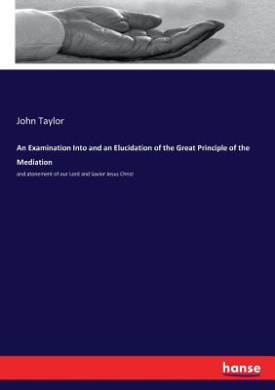 John Taylor
An Examination Into and an Elucidation of the Great Principle of the
Mediation
and atonement of our Lord and Savior Jesus Christ
hanse